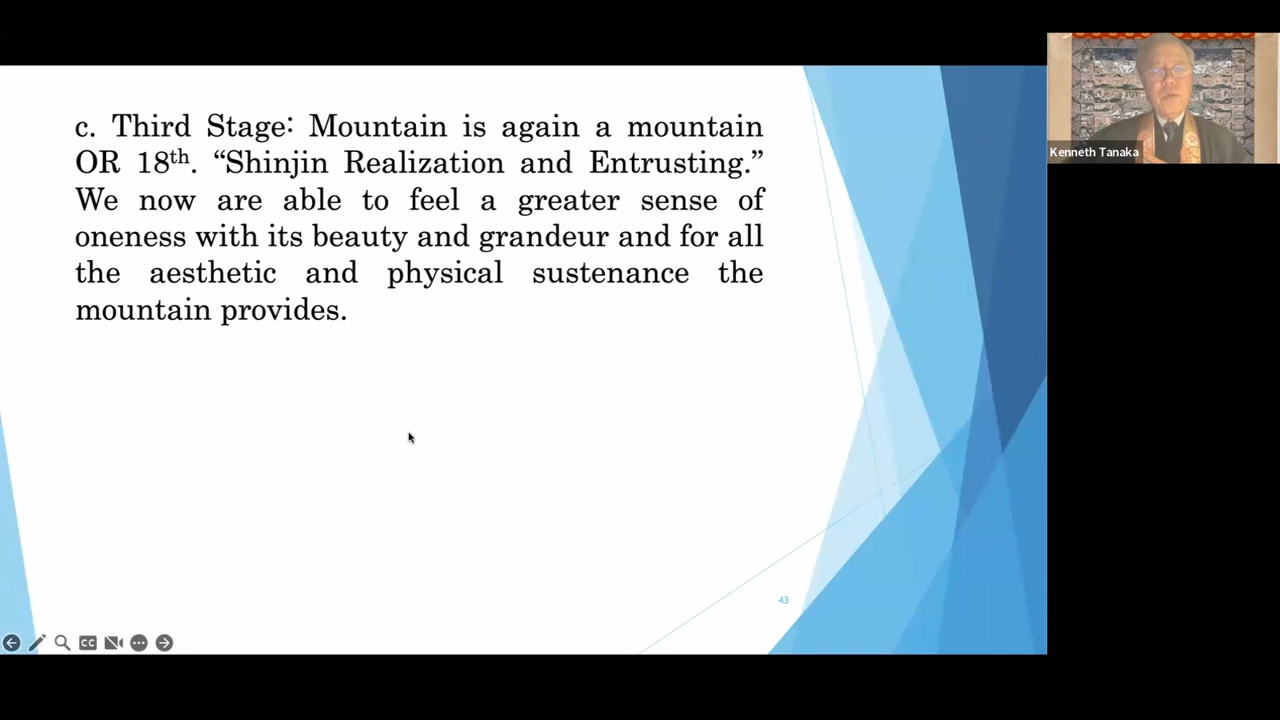 c. Third Stage: Mountain is again a mountain
OR 18th. “Shinjin Realization and Entrusting.”
We now are able to feel a greater sense of
oneness with its beauty and grandeur and for all
the aesthetic and physical sustenance the
mountain provides.
43
CC
Kenneth Tanaka